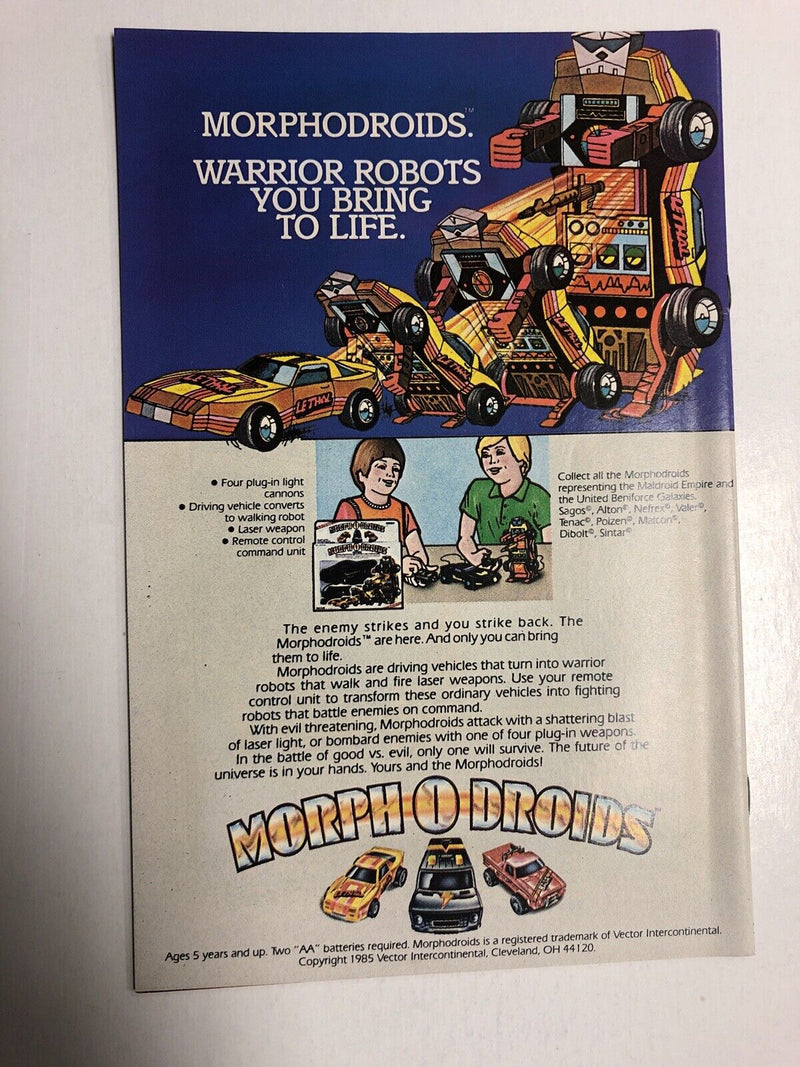 MORPHODROIDS.™
WARRIOR ROBOTS
YOU BRING
TO LIFE.
LETHAL
LETHAL
LETHAL
LETHAL
• Four plug-in light
cannons
• Driving vehicle converts
to walking robot
• Laser weapon
• Remote control
command unit
MORPH•O•DROIDS
MORPH•O•DROIDS
Collect all the Morphodroids
representing the Maldroid Empire and
the United Beniforce Galaxies.
Sagos©, Alton©, Nefrex©, Valer©,
Tenac©, Poizen©, Malcon©,
Dibolt©, Sintar©
The enemy strikes and you strike back. The
Morphodroids™ are here. And only you can bring
them to life.
Morphodroids are driving vehicles that turn into warrior
robots that walk and fire laser weapons. Use your remote
control unit to transform these ordinary vehicles into fighting
robots that battle enemies on command.
With evil threatening, Morphodroids attack with a shattering blast
of laser light, or bombard enemies with one of four plug-in weapons.
In the battle of good vs. evil, only one will survive. The future of the
universe is in your hands. Yours and the Morphodroids!
MORPH O DROIDS™
Ages 5 years and up. Two "AA" batteries required. Morphodroids is a registered trademark of Vector Intercontinental.
Copyright 1985 Vector Intercontinental, Cleveland, OH 44120.